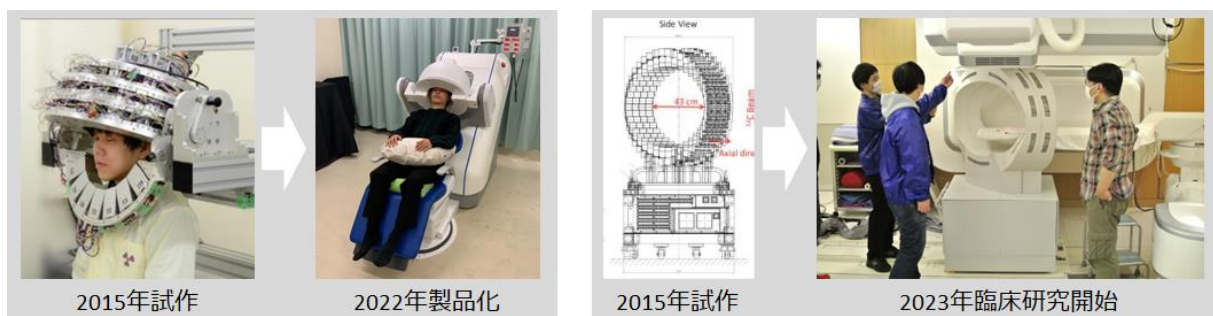 Side View
43 cm
¹²C Beam
Axial dire
2015年試作
2022年製品化
2015年試作
2023年臨床研究開始